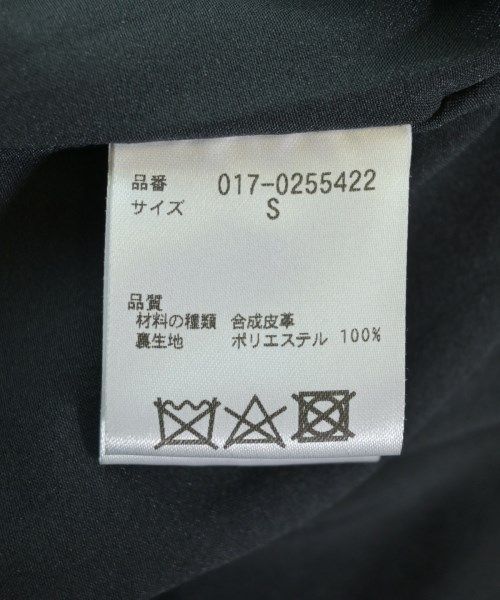 品番 017-0255422
サイズ S
品質
材料の種類 合成皮革
裏生地 ポリエステル 100%